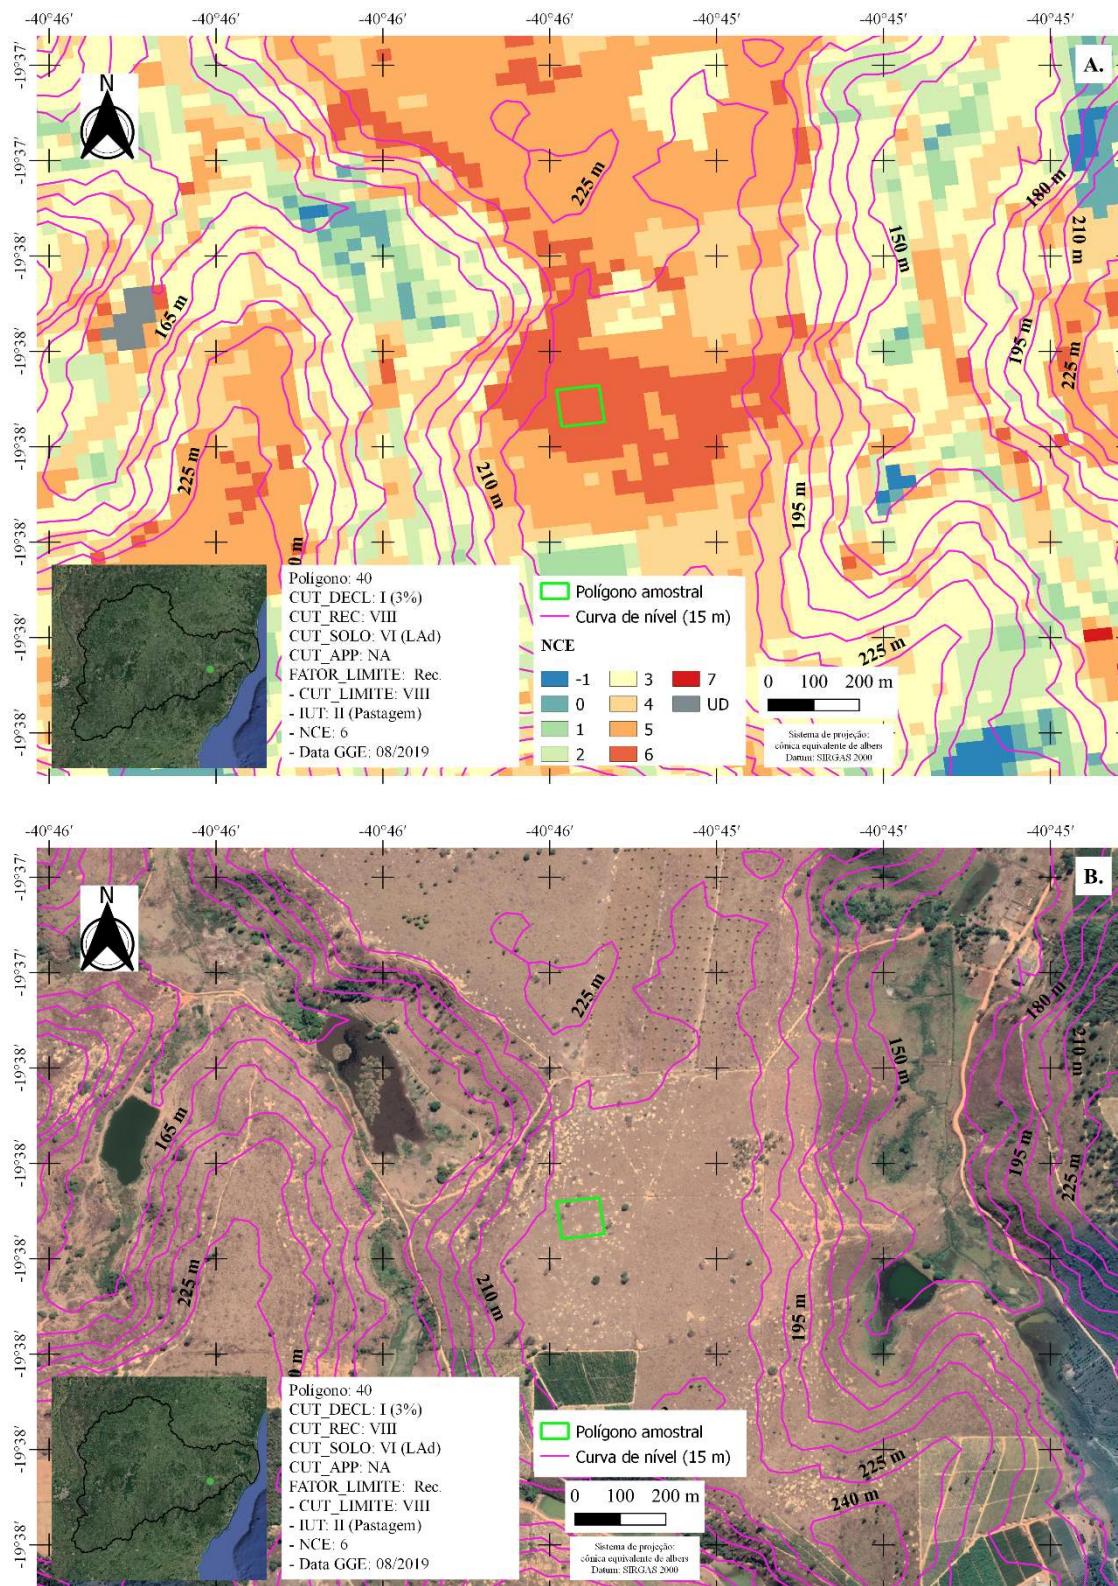 -40°46' -40°46' -40°46' -40°46' -40°45' -40°45' -40°45'
A.
N
-19°37'
-19°37'
-19°38'
-19°38'
-19°38'
-19°38'
-19°38'
-19°38'
225 m
150 m
180 m
210 m
165 m
195 m
225 m
225 m
210 m
195 m
0 m
225 m
Polígono: 40
CUT_DECL: I (3%)
CUT_REC: VIII
CUT_SOLO: VI (LAd)
CUT_APP: NA
FATOR_LIMITE: Rec.
- CUT_LIMITE: VIII
- IUT: II (Pastagem)
- NCE: 6
- Data GGE: 08/2019
Polígono amostral
Curva de nível (15 m)
NCE
-1 3 7
0 4 UD
1 5
2 6
0 100 200 m
Sistema de projeção:
cônica equivalente de albers
Datum: SIRGAS 2000
-40°46' -40°46' -40°46' -40°46' -40°45' -40°45' -40°45'
B.
N
-19°37'
-19°37'
-19°38'
-19°38'
-19°38'
-19°38'
-19°38'
-19°38'
225 m
150 m
180 m
210 m
165 m
195 m
225 m
225 m
210 m
195 m
0 m
225 m
240 m
Polígono: 40
CUT_DECL: I (3%)
CUT_REC: VIII
CUT_SOLO: VI (LAd)
CUT_APP: NA
FATOR_LIMITE: Rec.
- CUT_LIMITE: VIII
- IUT: II (Pastagem)
- NCE: 6
- Data GGE: 08/2019
Polígono amostral
Curva de nível (15 m)
0 100 200 m
Sistema de projeção:
cônica equivalente de albers
Datum: SIRGAS 2000